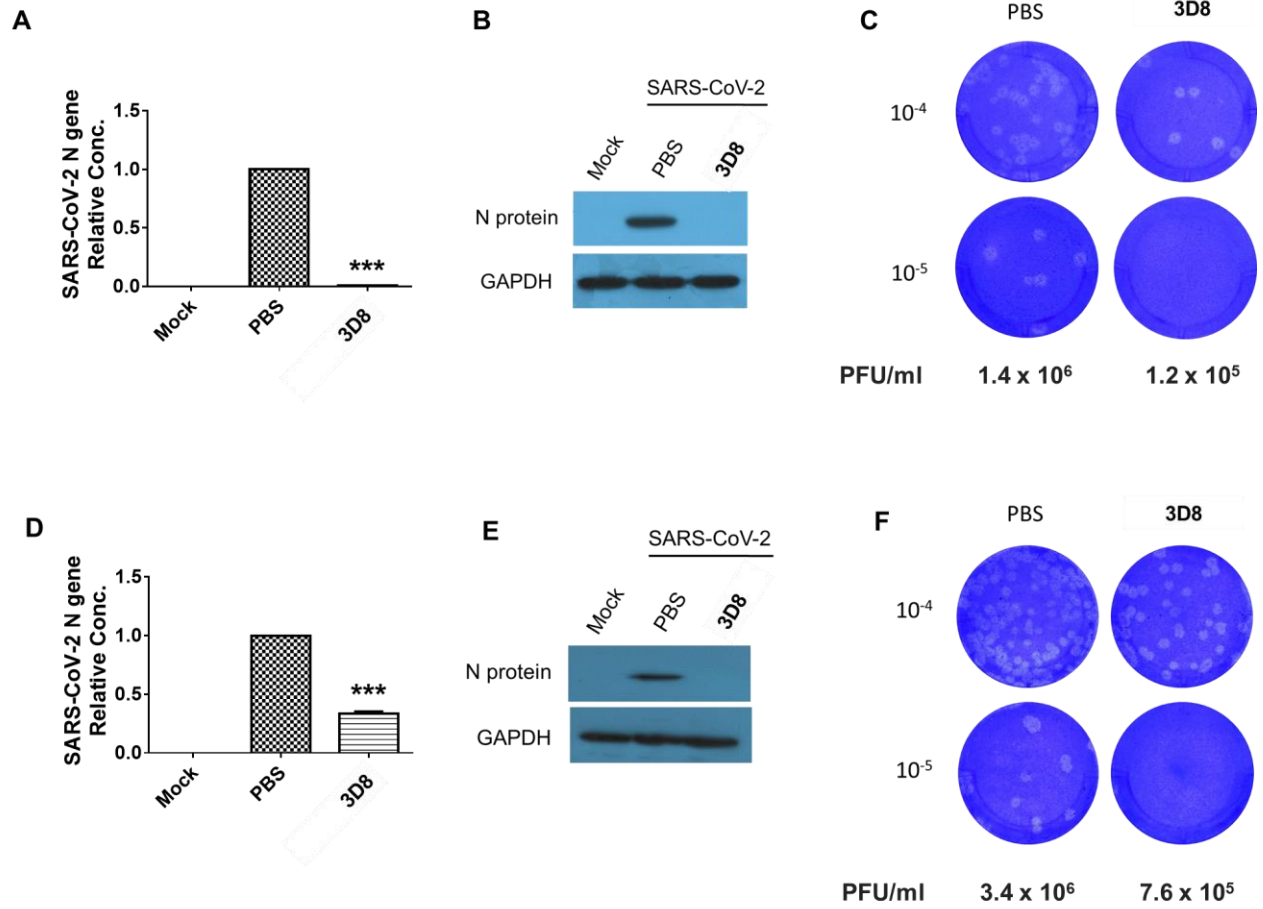 A
SARS-CoV-2 N gene
Relative Conc.
1.5
1.0
0.5
0.0
Mock
PBS
3D8
***
B
SARS-CoV-2
Mock
PBS
3D8
N protein
GAPDH
C
PBS
3D8
10⁻⁴
10⁻⁵
PFU/ml 1.4 x 10⁶ 1.2 x 10⁵
D
SARS-CoV-2 N gene
Relative Conc.
1.5
1.0
0.5
0.0
Mock
PBS
3D8
***
E
SARS-CoV-2
Mock
PBS
3D8
N protein
GAPDH
F
PBS
3D8
10⁻⁴
10⁻⁵
PFU/ml 3.4 x 10⁶ 7.6 x 10⁵